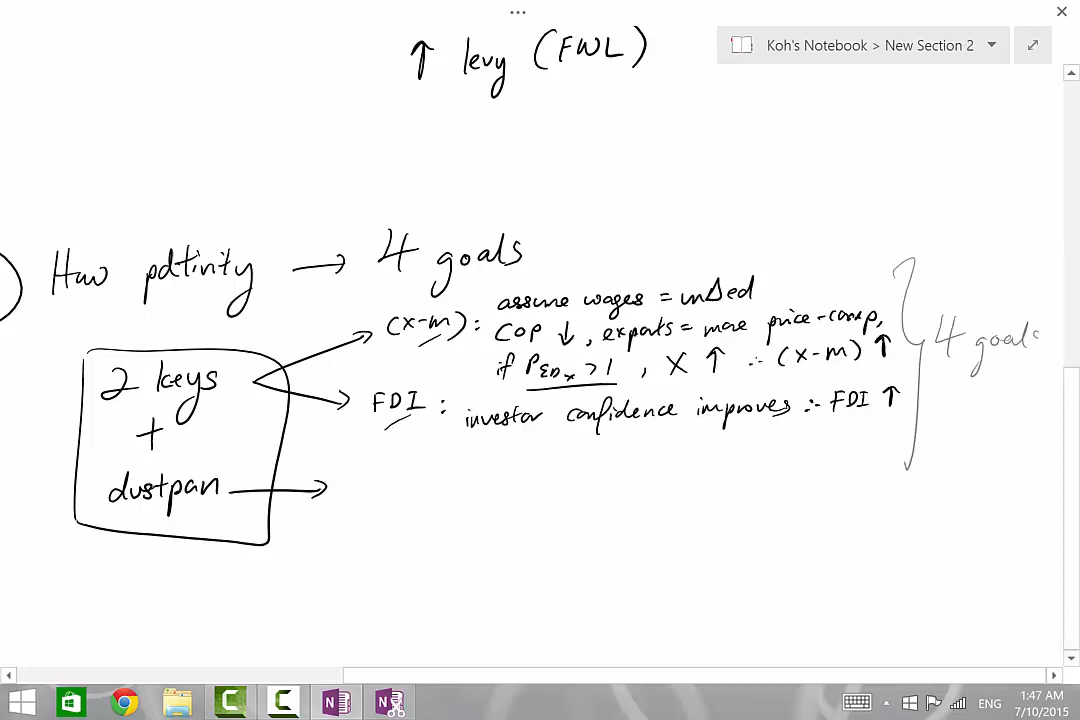 Koh's Notebook > New Section 2
↑ levy (FWL)
How pdtivity → 4 goals
(X-M): assume wages = unΔed
COP ↓, exports = more price-comp,
if PED_x > 1, X ↑ ∴ (X-M) ↑
FDI : investor confidence improves ∴ FDI ↑
4 goals
2 keys
+
dustpan
ENG
1:47 AM
7/10/2015